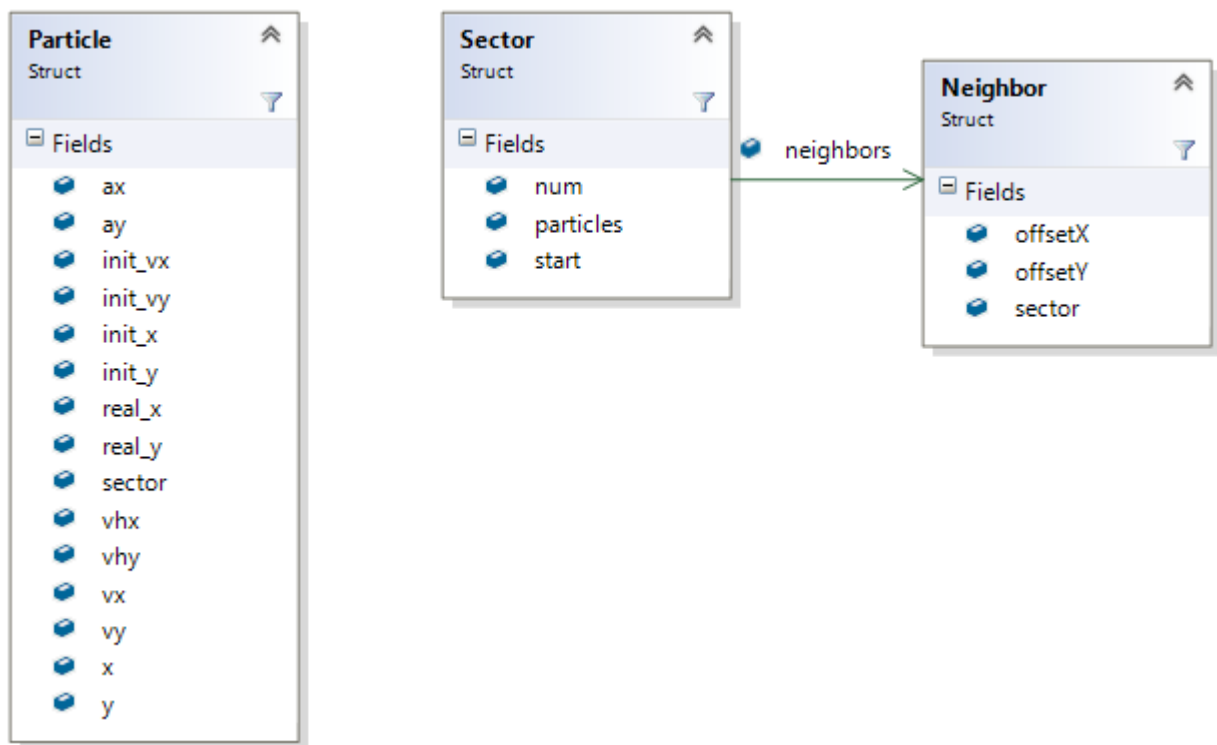 Particle
Struct
Fields
ax
ay
init_vx
init_vy
init_x
init_y
real_x
real_y
sector
vhx
vhy
vx
vy
x
y
Sector
Struct
Fields
num
particles
start
neighbors
Neighbor
Struct
Fields
offsetX
offsetY
sector